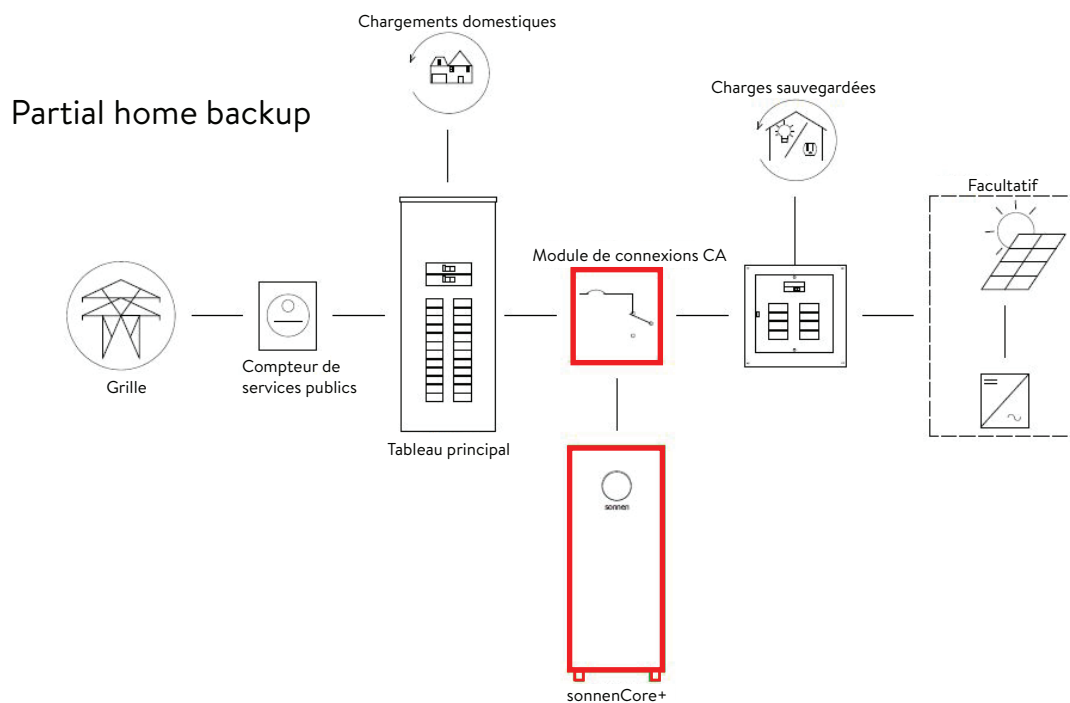 Chargements domestiques
Partial home backup
Charges sauvegardées
Facultatif
Module de connexions CA
Grille
Compteur de
services publics
Tableau principal
sonnen
sonnenCore+